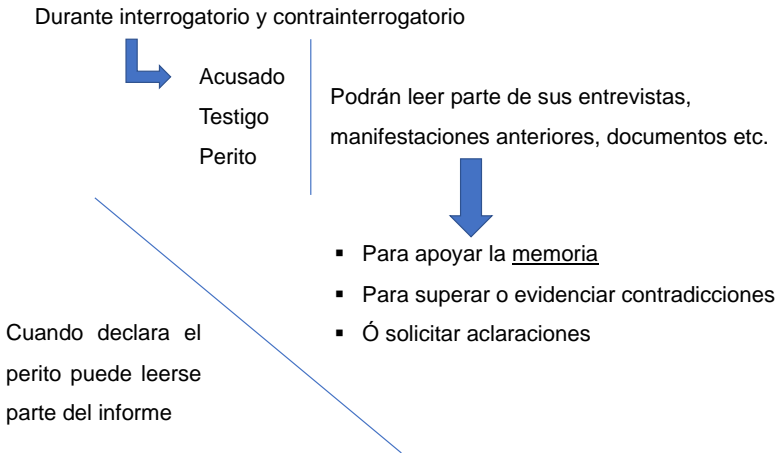 Durante interrogatorio y contrainterrogatorio
Acusado
Testigo
Perito
Podrán leer parte de sus entrevistas,
manifestaciones anteriores, documentos etc.
▪ Para apoyar la memoria
▪ Para superar o evidenciar contradicciones
▪ Ó solicitar aclaraciones
Cuando declara el
perito puede leerse
parte del informe